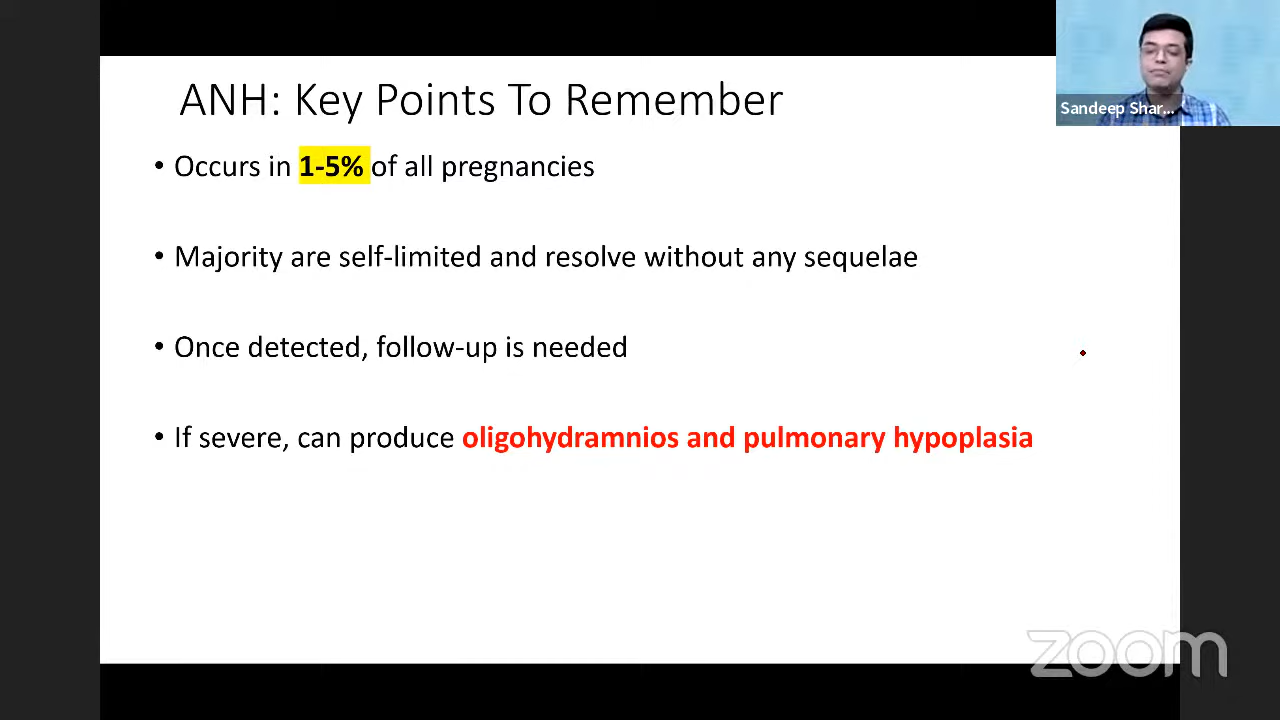 ANH: Key Points To Remember
• Occurs in 1-5% of all pregnancies
• Majority are self-limited and resolve without any sequelae
• Once detected, follow-up is needed
• If severe, can produce oligohydramnios and pulmonary hypoplasia
Sandeep Shar...
zoom